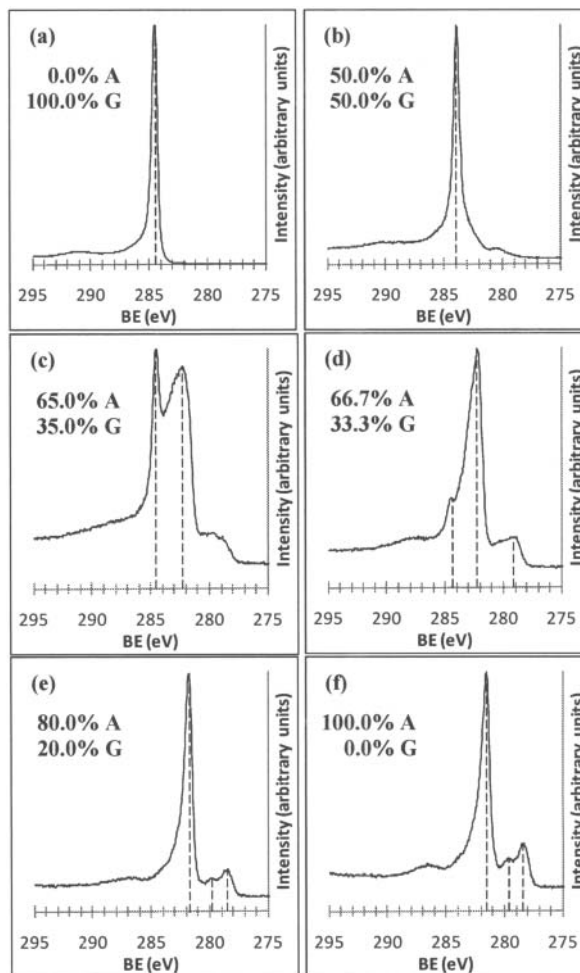 (a)
0.0% A
100.0% G
Intensity (arbitrary units)
295 290 285 280 275
BE (eV)
(b)
50.0% A
50.0% G
Intensity (arbitrary units)
295 290 285 280 275
BE (eV)
(c)
65.0% A
35.0% G
Intensity (arbitrary units)
295 290 285 280 275
BE (eV)
(d)
66.7% A
33.3% G
Intensity (arbitrary units)
295 290 285 280 275
BE (eV)
(e)
80.0% A
20.0% G
Intensity (arbitrary units)
295 290 285 280 275
BE (eV)
(f)
100.0% A
0.0% G
Intensity (arbitrary units)
295 290 285 280 275
BE (eV)